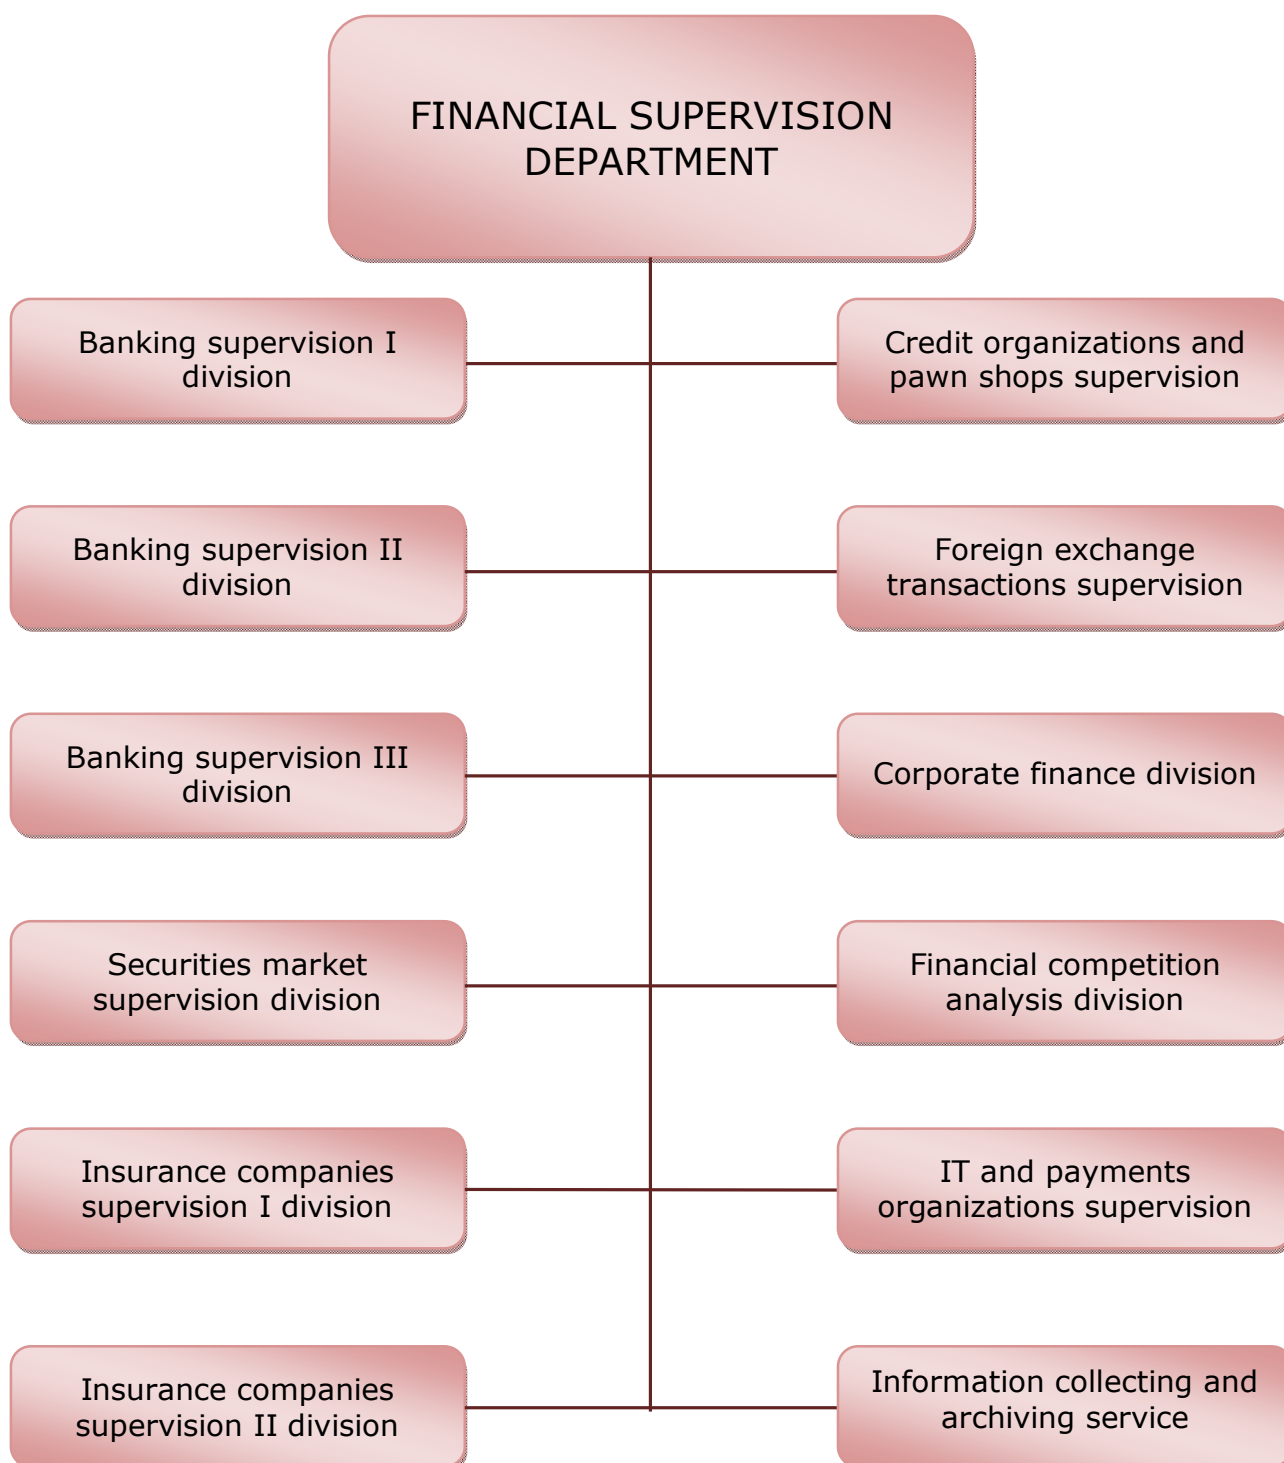 FINANCIAL SUPERVISION
DEPARTMENT
Banking supervision I
division
Credit organizations and
pawn shops supervision
Banking supervision II
division
Foreign exchange
transactions supervision
Banking supervision III
division
Corporate finance division
Securities market
supervision division
Financial competition
analysis division
Insurance companies
supervision I division
IT and payments
organizations supervision
Insurance companies
supervision II division
Information collecting and
archiving service